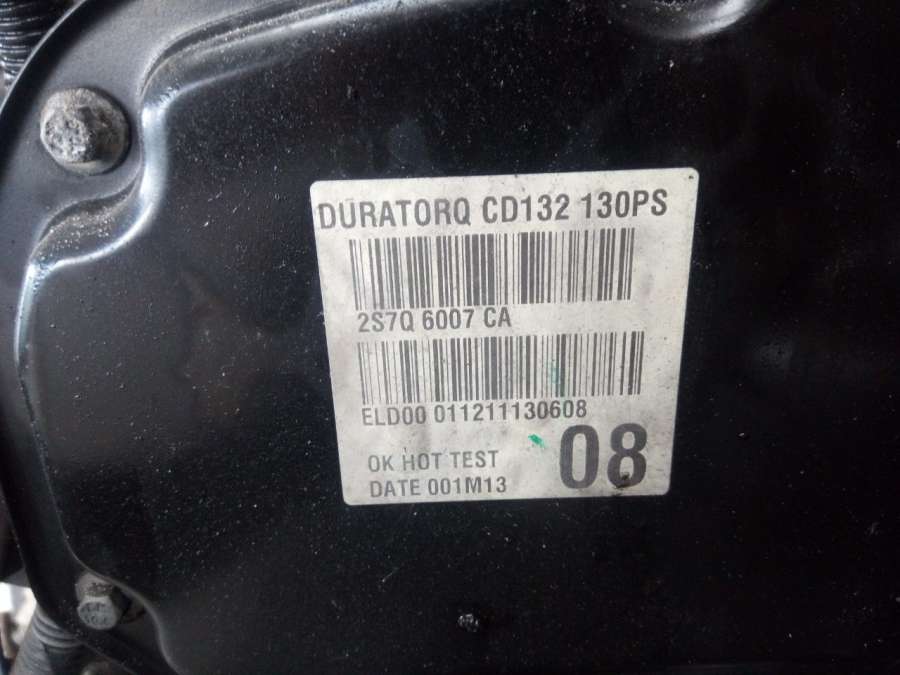 DURATORQ CD132 130PS
2S7Q 6007 CA
ELD00 011211130608
OK HOT TEST
DATE 001M13
08